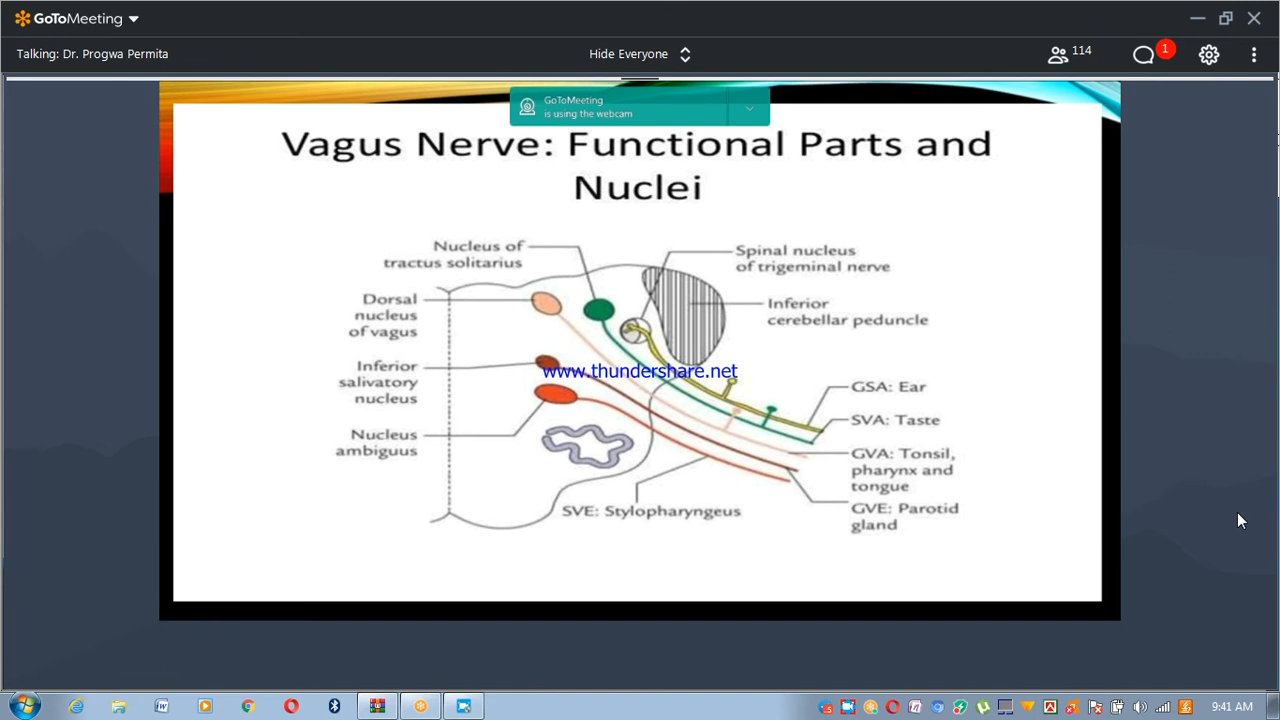 GoToMeeting
Talking: Dr. Progwa Permita
Hide Everyone
114
1
GoToMeeting
is using the webcam
Vagus Nerve: Functional Parts and
Nuclei
Nucleus of
tractus solitarius
Spinal nucleus
of trigeminal nerve
Dorsal
nucleus
of vagus
Inferior
cerebellar peduncle
Inferior
salivatory
nucleus
www.thundershare.net
GSA: Ear
SVA: Taste
Nucleus
ambiguus
GVA: Tonsil,
pharynx and
tongue
SVE: Stylopharyngeus
GVE: Parotid
gland
9:41 AM